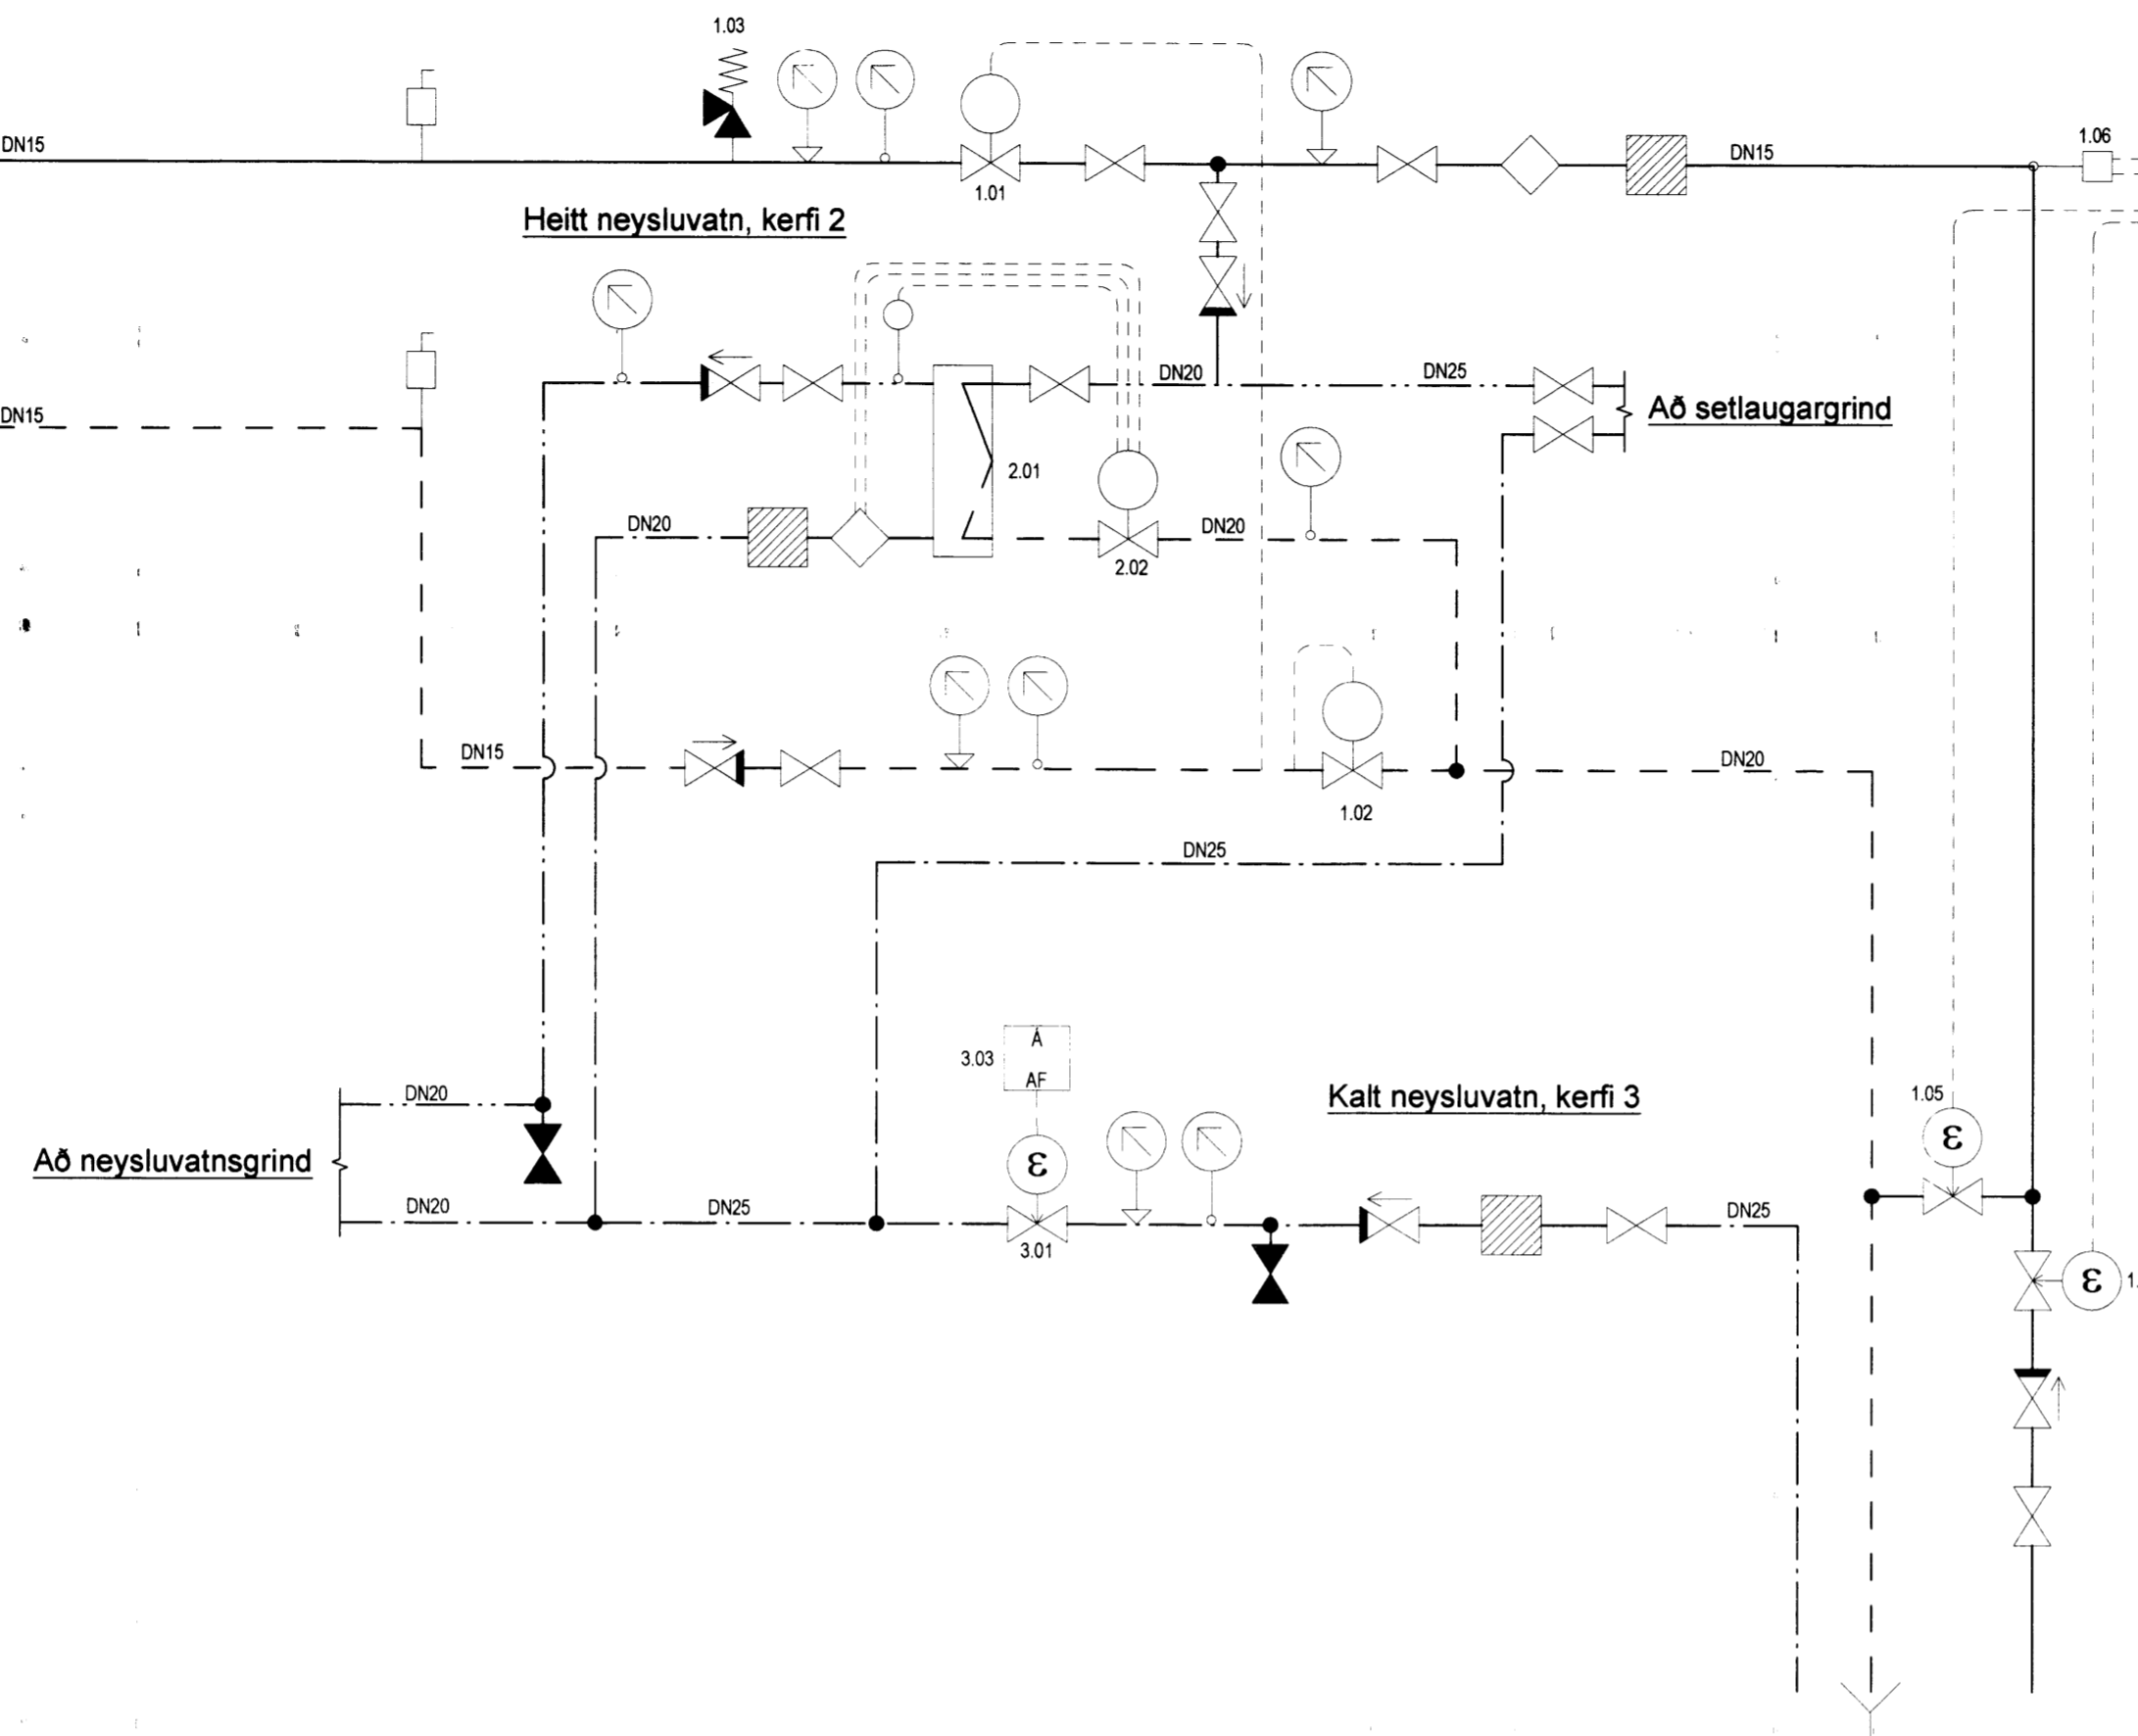 1.03
DN15
1.01
DN15
1.06
Heitt neysluvatn, kerfi 2
DN20
DN25
Að setlaugargrind
DN15
2.01
DN20
DN20
2.02
DN15
DN20
1.02
DN25
3.03
Á
AF
Kalt neysluvatn, kerfi 3
1.05
DN20
ε
ε
Að neysluvatnsgrind
DN20
DN25
3.01
DN25
ε
1.